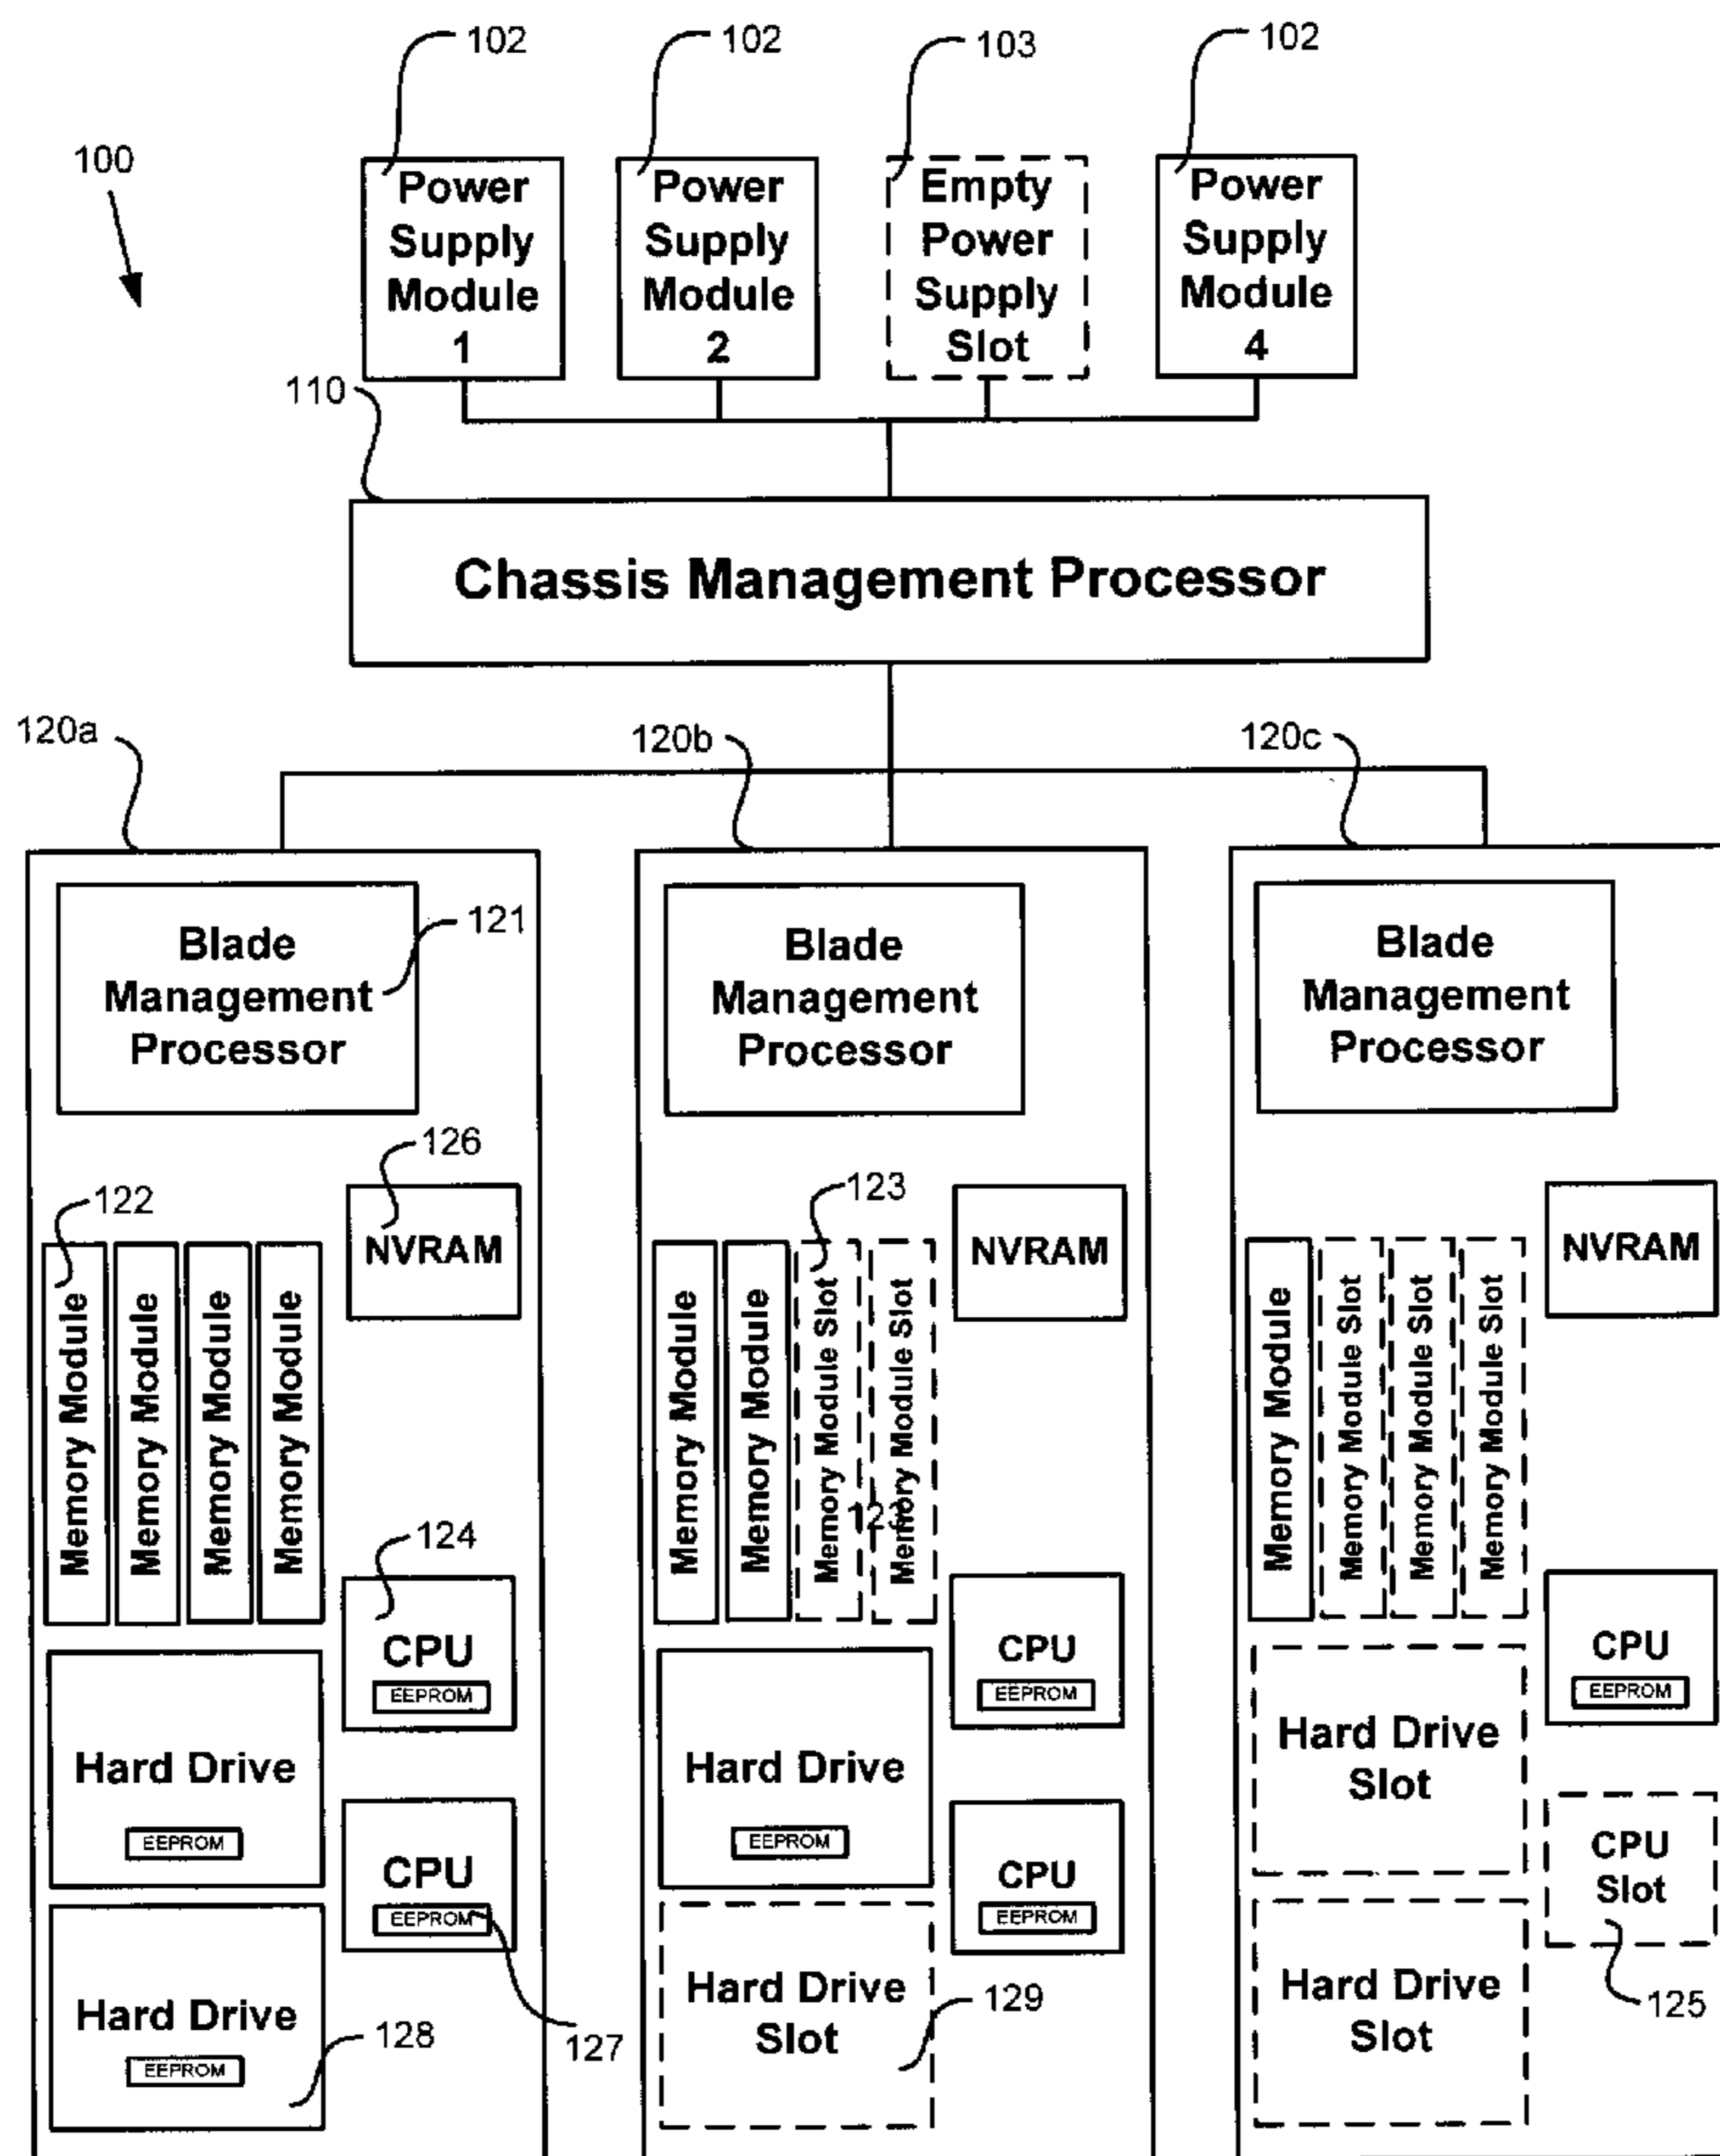 102
102
103
102
100
Power
Supply
Module
1
Power
Supply
Module
2
Empty
Power
Supply
Slot
Power
Supply
Module
4
110
Chassis Management Processor
120a
120b
120c
Blade
Management
Processor
121
Blade
Management
Processor
Blade
Management
Processor
126
NVRAM
122
Memory Module
Memory Module
Memory Module
Memory Module
123
NVRAM
Memory Module
Memory Module
Memory Module Slot
Memory Module Slot
123
NVRAM
Memory Module
Memory Module Slot
Memory Module Slot
Memory Module Slot
124
CPU
EEPROM
CPU
EEPROM
CPU
EEPROM
Hard Drive
EEPROM
CPU
EEPROM
Hard Drive
EEPROM
CPU
EEPROM
Hard Drive
Slot
CPU
Slot
Hard Drive
EEPROM
128
127
Hard Drive
Slot
129
Hard Drive
Slot
125